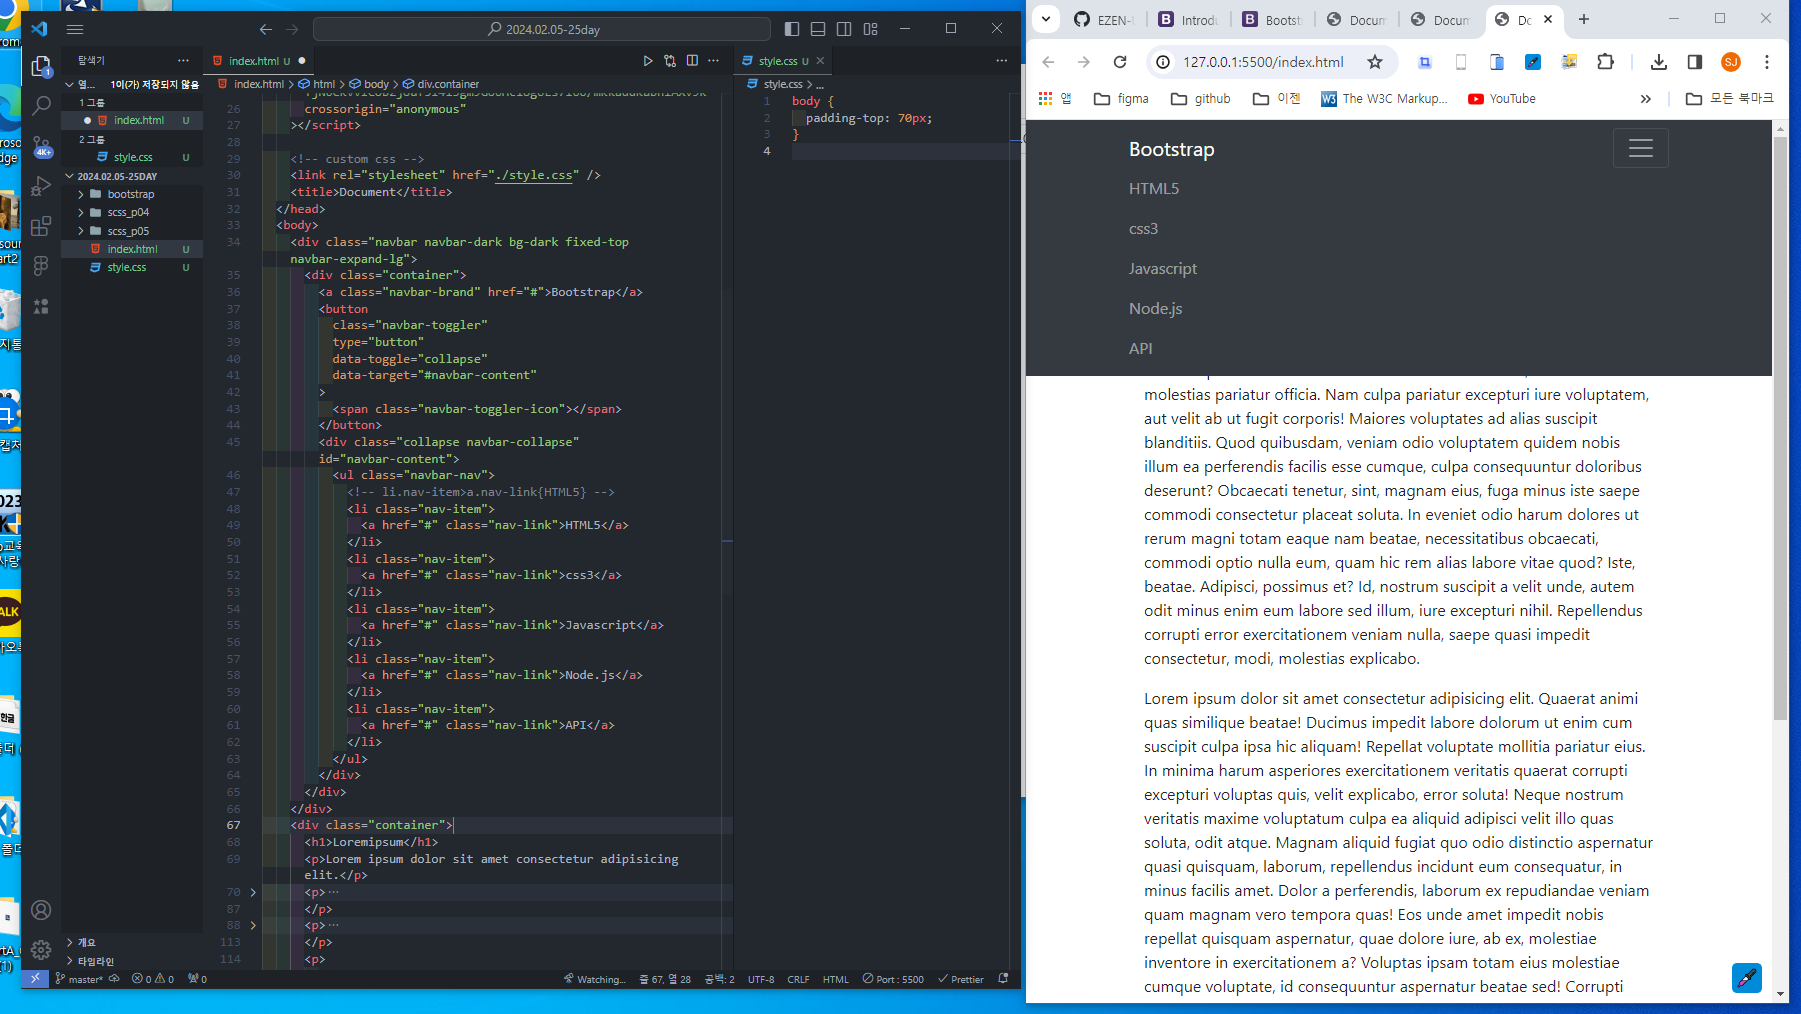 2024.02.05-25day
탐색기
1이(가) 저장되지 않음
1 그룹
index.html U
2 그룹
style.css U
2024.02.05-25DAY
bootstrap
scss_p04
scss_p05
index.html U
style.css U
개요
타임라인
index.html U
index.html > html > body > div.container
26 crossorigin="anonymous"
27 ></script>
28
29 <!-- custom css -->
30 <link rel="stylesheet" href="./style.css" />
31 <title>Document</title>
32 </head>
33 <body>
34 <div class="navbar navbar-dark bg-dark fixed-top
navbar-expand-lg">
35 <div class="container">
36 <a class="navbar-brand" href="#">Bootstrap</a>
37 <button
38 class="navbar-toggler"
39 type="button"
40 data-toggle="collapse"
41 data-target="#navbar-content"
42 >
43 <span class="navbar-toggler-icon"></span>
44 </button>
45 <div class="collapse navbar-collapse"
id="navbar-content">
46 <ul class="navbar-nav">
47 <!-- li.nav-item>a.nav-link{HTML5} -->
48 <li class="nav-item">
49 <a href="#" class="nav-link">HTML5</a>
50 </li>
51 <li class="nav-item">
52 <a href="#" class="nav-link">css3</a>
53 </li>
54 <li class="nav-item">
55 <a href="#" class="nav-link">Javascript</a>
56 </li>
57 <li class="nav-item">
58 <a href="#" class="nav-link">Node.js</a>
59 </li>
60 <li class="nav-item">
61 <a href="#" class="nav-link">API</a>
62 </li>
63 </ul>
64 </div>
65 </div>
66 </div>
67 <div class="container">
68 <h1>Loremipsum</h1>
69 <p>Lorem ipsum dolor sit amet consectetur adipisicing
elit.</p>
70 <p>…
87 </p>
88 <p>…
113 </p>
114 <p>
style.css U
style.css > ...
1 body {
2 padding-top: 70px;
3 }
4
master* 0 0 0 Watching... 줄 67, 열 28 공백: 2 UTF-8 CRLF HTML Port : 5500 Prettier
EZEN-
Introdu
Bootst
Docum
Docum
Do
127.0.0.1:5500/index.html
SJ
앱 figma github 이젠 The W3C Markup... YouTube » 모든 북마크
Bootstrap
HTML5
css3
Javascript
Node.js
API
molestias pariatur officia. Nam culpa pariatur excepturi iure voluptatem,
aut velit ab ut fugit corporis! Maiores voluptates ad alias suscipit
blanditiis. Quod quibusdam, veniam odio voluptatem quidem nobis
illum ea perferendis facilis esse cumque, culpa consequuntur doloribus
deserunt? Obcaecati tenetur, sint, magnam eius, fuga minus iste saepe
commodi consectetur placeat soluta. In eveniet odio harum dolores ut
rerum magni totam eaque nam beatae, necessitatibus obcaecati,
commodi optio nulla eum, quam hic rem alias labore vitae quod? Iste,
beatae. Adipisci, possimus et? Id, nostrum suscipit a velit unde, autem
odit minus enim eum labore sed illum, iure excepturi nihil. Repellendus
corrupti error exercitationem veniam nulla, saepe quasi impedit
consectetur, modi, molestias explicabo.
Lorem ipsum dolor sit amet consectetur adipisicing elit. Quaerat animi
quas similique beatae! Ducimus impedit labore dolorum ut enim cum
suscipit culpa ipsa hic aliquam! Repellat voluptate mollitia pariatur eius.
In minima harum asperiores exercitationem veritatis quaerat corrupti
excepturi voluptas quis, velit explicabo, error soluta! Neque nostrum
veritatis maxime voluptatum culpa ea aliquid adipisci velit illo quas
soluta, odit atque. Magnam aliquid fugiat quo odio distinctio aspernatur
quasi quisquam, laborum, repellendus incidunt eum consequatur, in
minus facilis amet. Dolor a perferendis, laborum ex repudiandae veniam
quam magnam vero tempora quas! Eos unde amet impedit nobis
repellat quisquam aspernatur, quae dolore iure, ab ex, molestiae
inventore in exercitationem a? Voluptas ipsam totam eius molestiae
cumque voluptate, id consequuntur aspernatur beatae sed! Corrupti